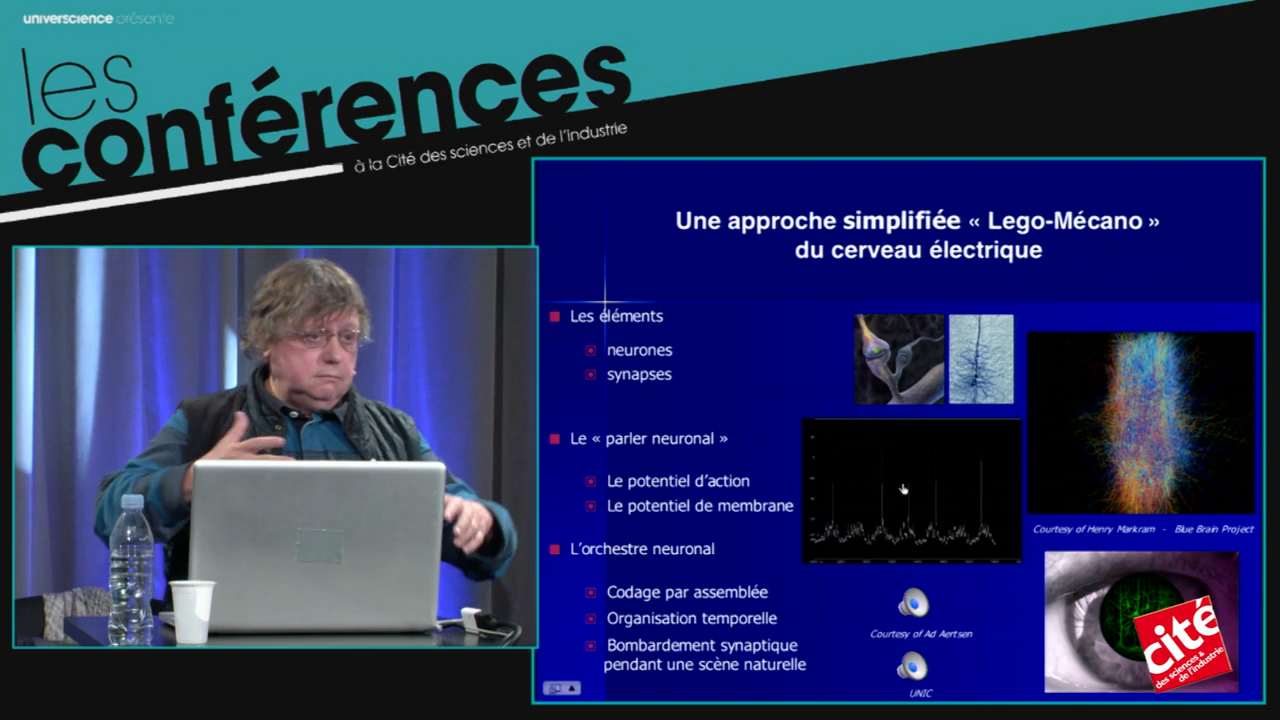 universcience présente
les
conférences
à la Cité des sciences et de l'industrie
Une approche simplifiée « Lego-Mécano »
du cerveau électrique
Les éléments
neurones
synapses
Le « parler neuronal »
Le potentiel d'action
Le potentiel de membrane
L'orchestre neuronal
Codage par assemblée
Organisation temporelle
Bombardement synaptique
pendant une scène naturelle
Courtesy of Henry Markram - Blue Brain Project
Courtesy of Ad Aertsen
UNIC
cité
des sciences &
de l'industrie